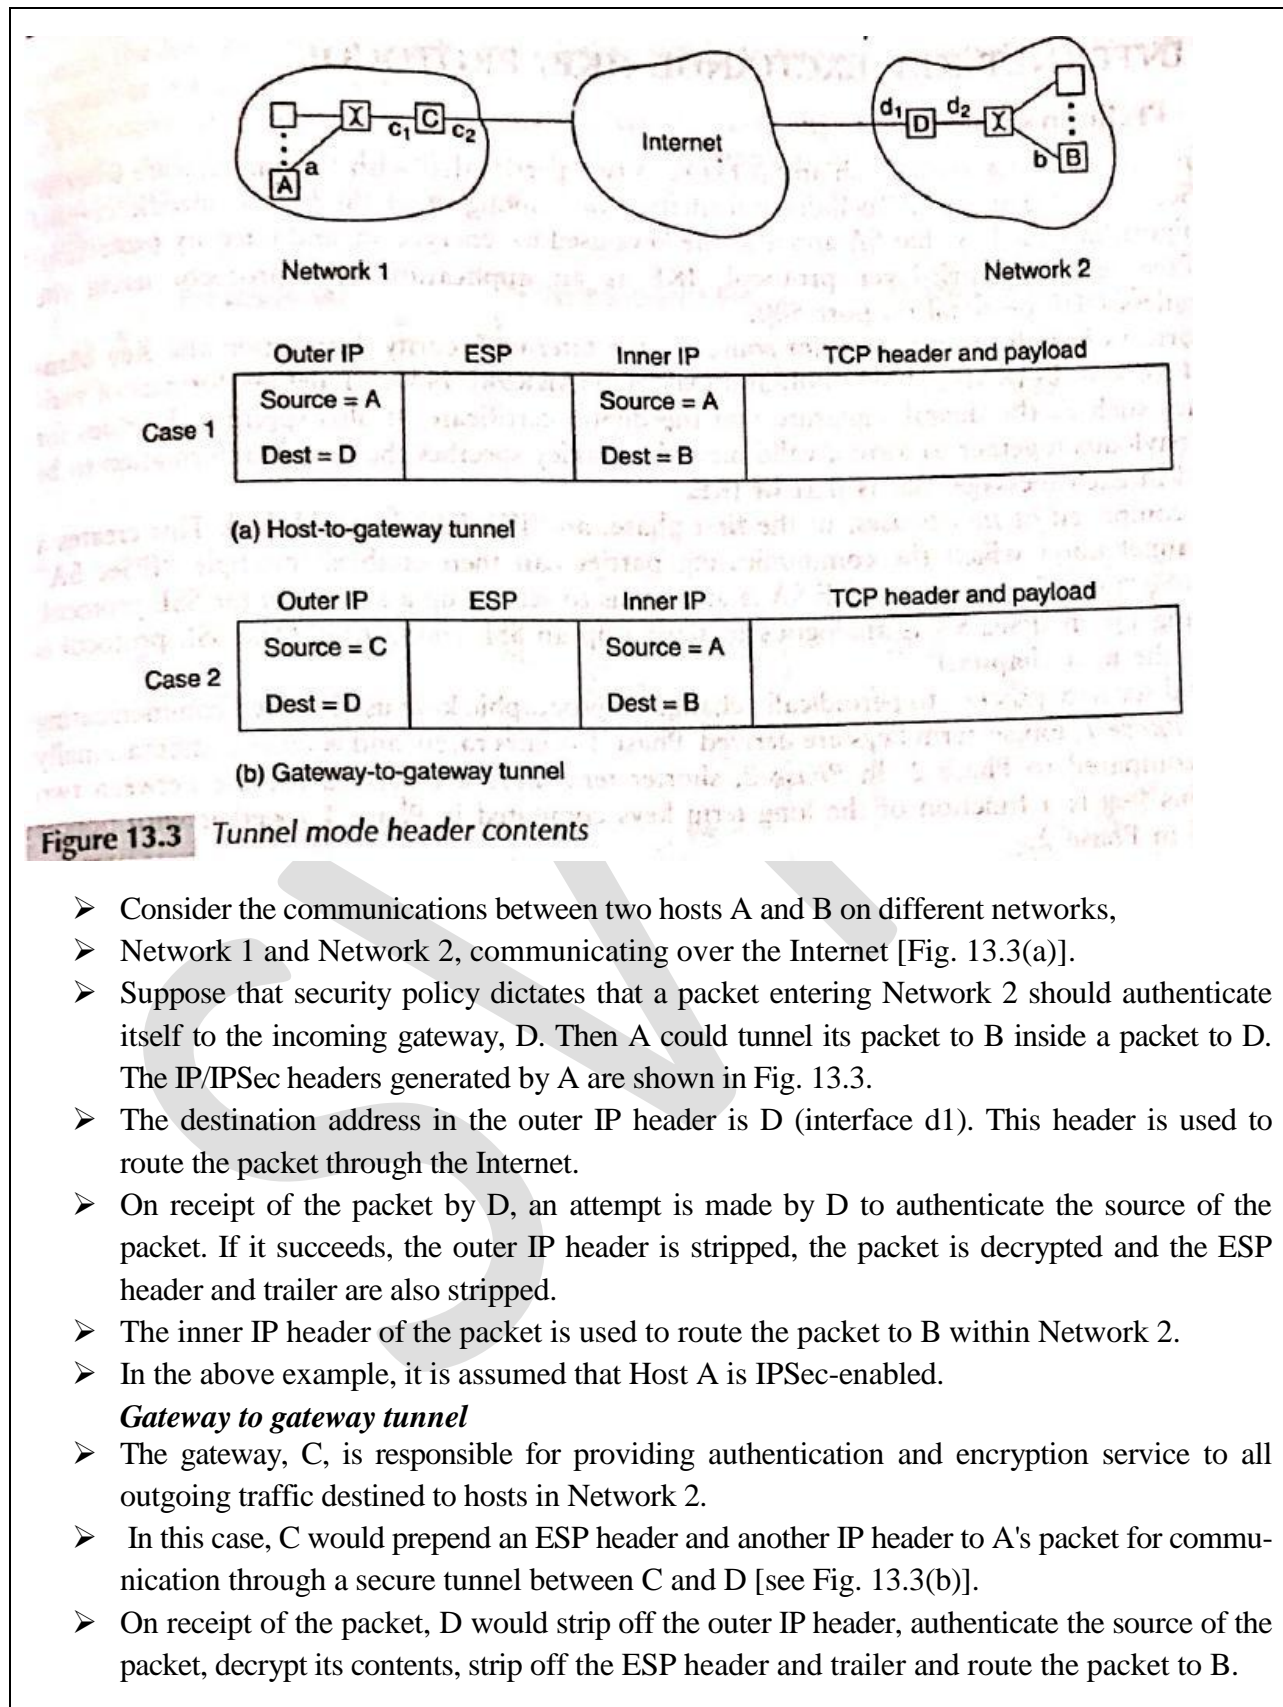 a
A
X
c1
C
c2
Internet
d1
D
d2
X
b
B
Network 1
Network 2
Outer IP ESP Inner IP TCP header and payload
Case 1
Source = A Source = A
Dest = D Dest = B
(a) Host-to-gateway tunnel
Outer IP ESP Inner IP TCP header and payload
Case 2
Source = C Source = A
Dest = D Dest = B
(b) Gateway-to-gateway tunnel
Figure 13.3 Tunnel mode header contents
➢ Consider the communications between two hosts A and B on different networks,
➢ Network 1 and Network 2, communicating over the Internet [Fig. 13.3(a)].
➢ Suppose that security policy dictates that a packet entering Network 2 should authenticate
itself to the incoming gateway, D. Then A could tunnel its packet to B inside a packet to D.
The IP/IPSec headers generated by A are shown in Fig. 13.3.
➢ The destination address in the outer IP header is D (interface d1). This header is used to
route the packet through the Internet.
➢ On receipt of the packet by D, an attempt is made by D to authenticate the source of the
packet. If it succeeds, the outer IP header is stripped, the packet is decrypted and the ESP
header and trailer are also stripped.
➢ The inner IP header of the packet is used to route the packet to B within Network 2.
➢ In the above example, it is assumed that Host A is IPSec-enabled.
Gateway to gateway tunnel
➢ The gateway, C, is responsible for providing authentication and encryption service to all
outgoing traffic destined to hosts in Network 2.
➢ In this case, C would prepend an ESP header and another IP header to A's packet for commu-
nication through a secure tunnel between C and D [see Fig. 13.3(b)].
➢ On receipt of the packet, D would strip off the outer IP header, authenticate the source of the
packet, decrypt its contents, strip off the ESP header and trailer and route the packet to B.